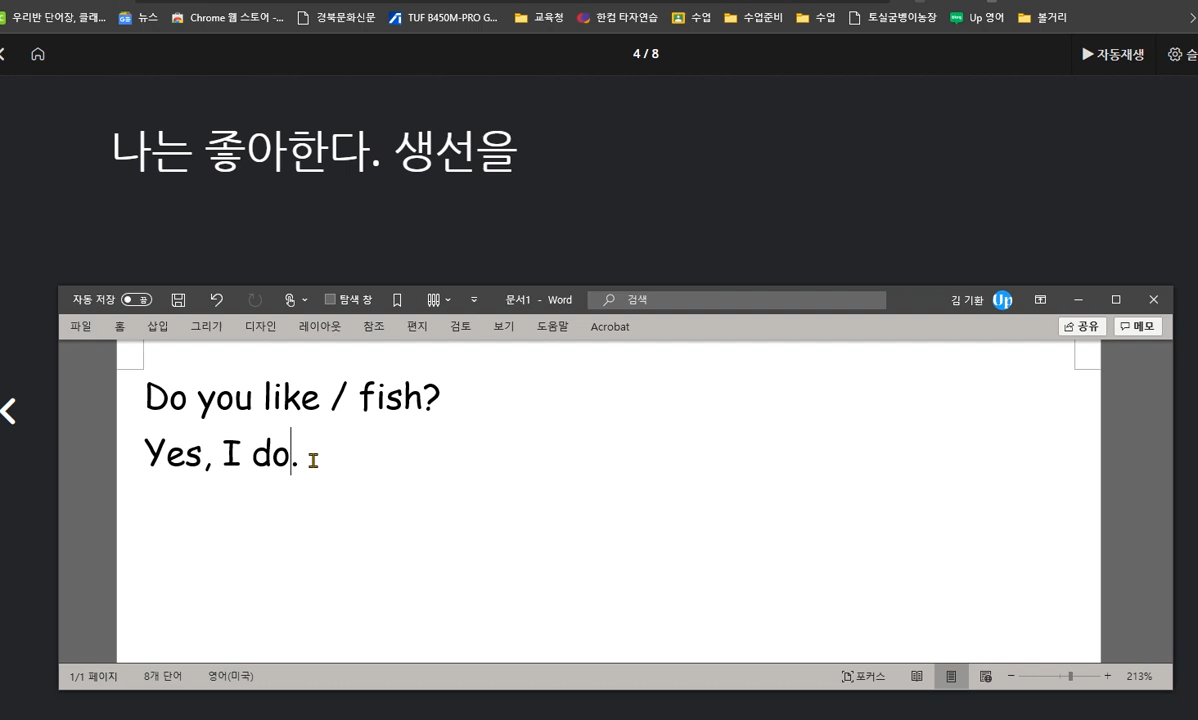 우리반 단어장, 클래... 뉴스 Chrome 웹 스토어 -... 경북문화신문 TUF B450M-PRO G... 교육청 한컴 타자연습 수업 수업준비 수업 토실굼벵이농장 Up 영어 볼거리
4 / 8 자동재생 슬
나는 좋아한다. 생선을
자동 저장 끔 탐색 창 문서1 - Word 검색 김 기환 Up
파일 홈 삽입 그리기 디자인 레이아웃 참조 편지 검토 보기 도움말 Acrobat 공유 메모
Do you like / fish?
Yes, I do.
1/1 페이지 8개 단어 영어(미국) 포커스 213%